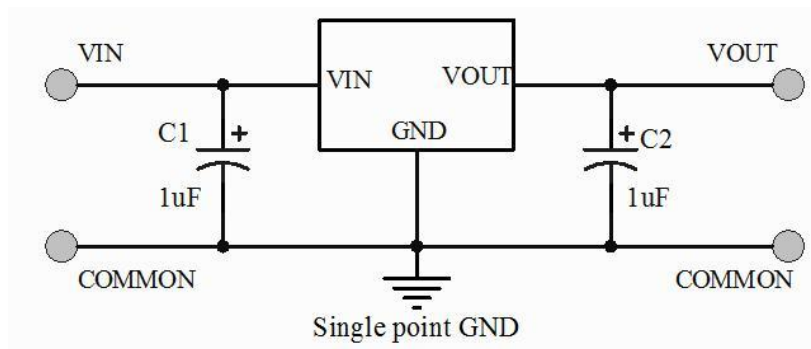 VIN
VOUT
VIN
VOUT
C1
+
GND
+
C2
1uF
1uF
COMMON
COMMON
Single point GND